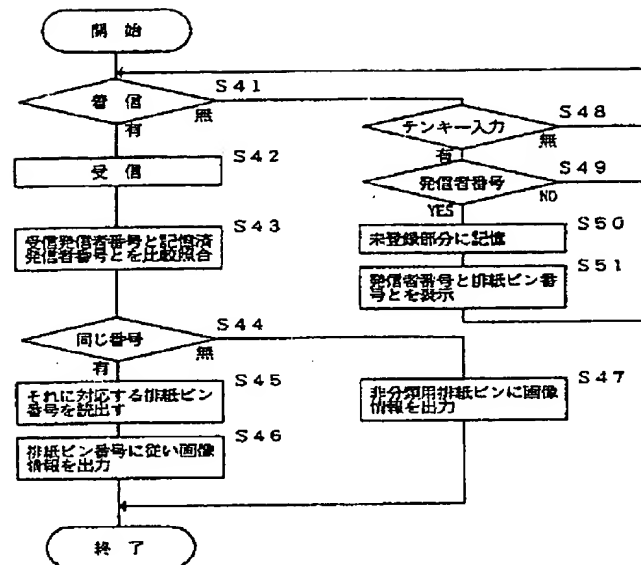 開始
S41
着信
無
有
S42
受信
S43
受信発信者番号と記憶済
発信者番号とを比較照合
S44
同じ番号
無
有
S45
それに対応する排紙ビン
番号を読出す
S46
排紙ビン番号に従い画像
情報を出力
終了
S48
テンキー入力
無
有
S49
発信者番号
NO
YES
S50
未登録部分に記憶
S51
発信者番号と排紙ビン番
号とを表示
S47
非分類用排紙ビンに画像
情報を出力